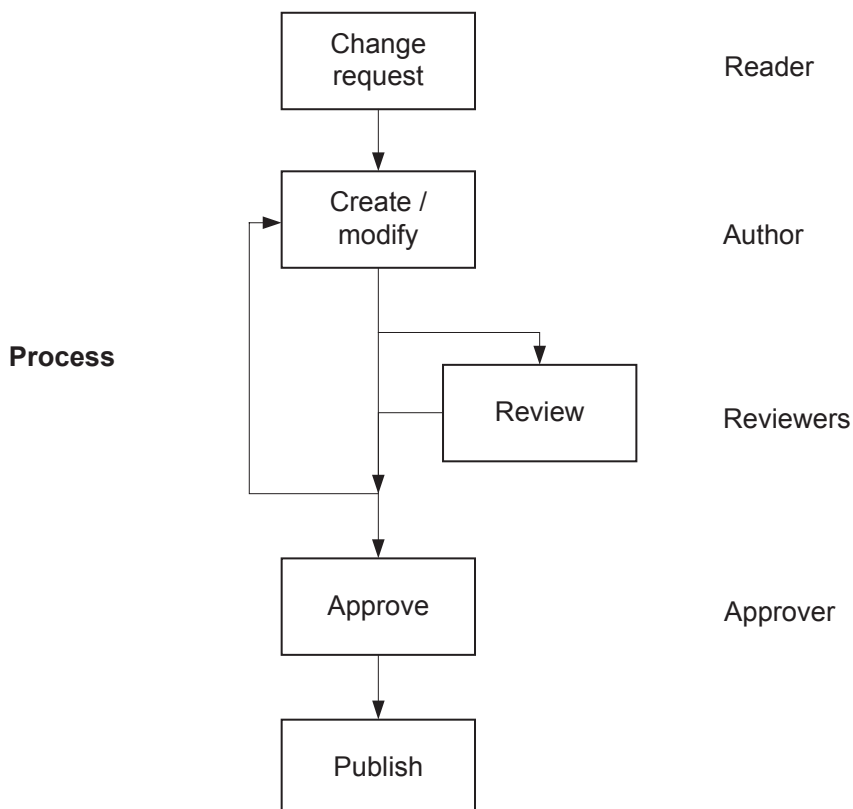 Change
request
Reader
Create /
modify
Author
Process
Review
Reviewers
Approve
Approver
Publish